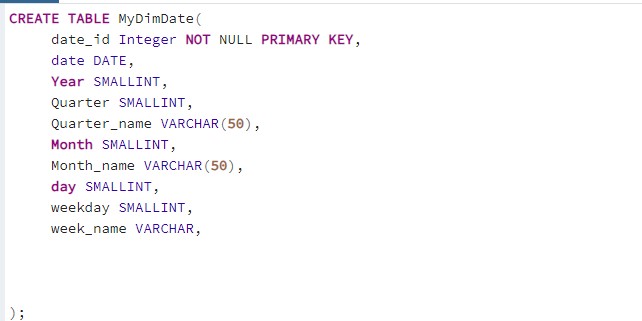 CREATE TABLE MyDimDate(
date_id Integer NOT NULL PRIMARY KEY,
date DATE,
Year SMALLINT,
Quarter SMALLINT,
Quarter_name VARCHAR(50),
Month SMALLINT,
Month_name VARCHAR(50),
day SMALLINT,
weekday SMALLINT,
week_name VARCHAR,
);